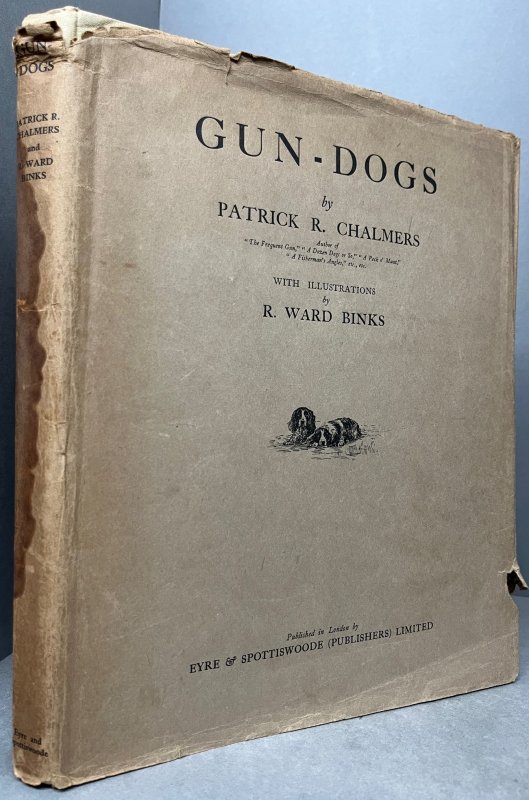 GUN-
DOGS
PATRICK R.
CHALMERS
and
R. WARD
BINKS
Eyre and
Spottiswoode
GUN-DOGS
by
PATRICK R. CHALMERS
Author of
"The Frequent Gun," "A Dozen Dogs or So," "A Peck o' Maut,"
"A Fisherman's Angles," etc., etc.
WITH ILLUSTRATIONS
by
R. WARD BINKS
Published in London by
EYRE & SPOTTISWOODE (PUBLISHERS) LIMITED